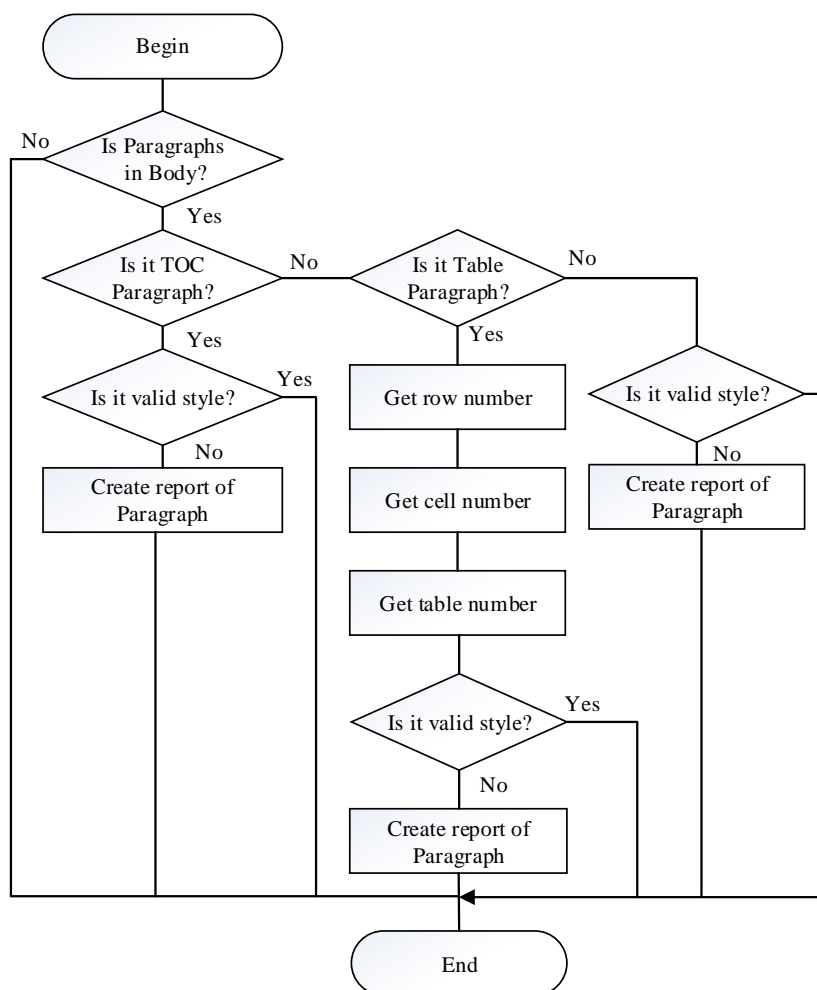 Begin
No
Is Paragraphs
in Body?
Yes
Is it TOC
Paragraph?
No
Is it Table
Paragraph?
No
Yes
Yes
Is it valid style?
Yes
Get row number
Is it valid style?
No
No
Create report of
Paragraph
Get cell number
Create report of
Paragraph
Get table number
Is it valid style?
Yes
No
Create report of
Paragraph
End